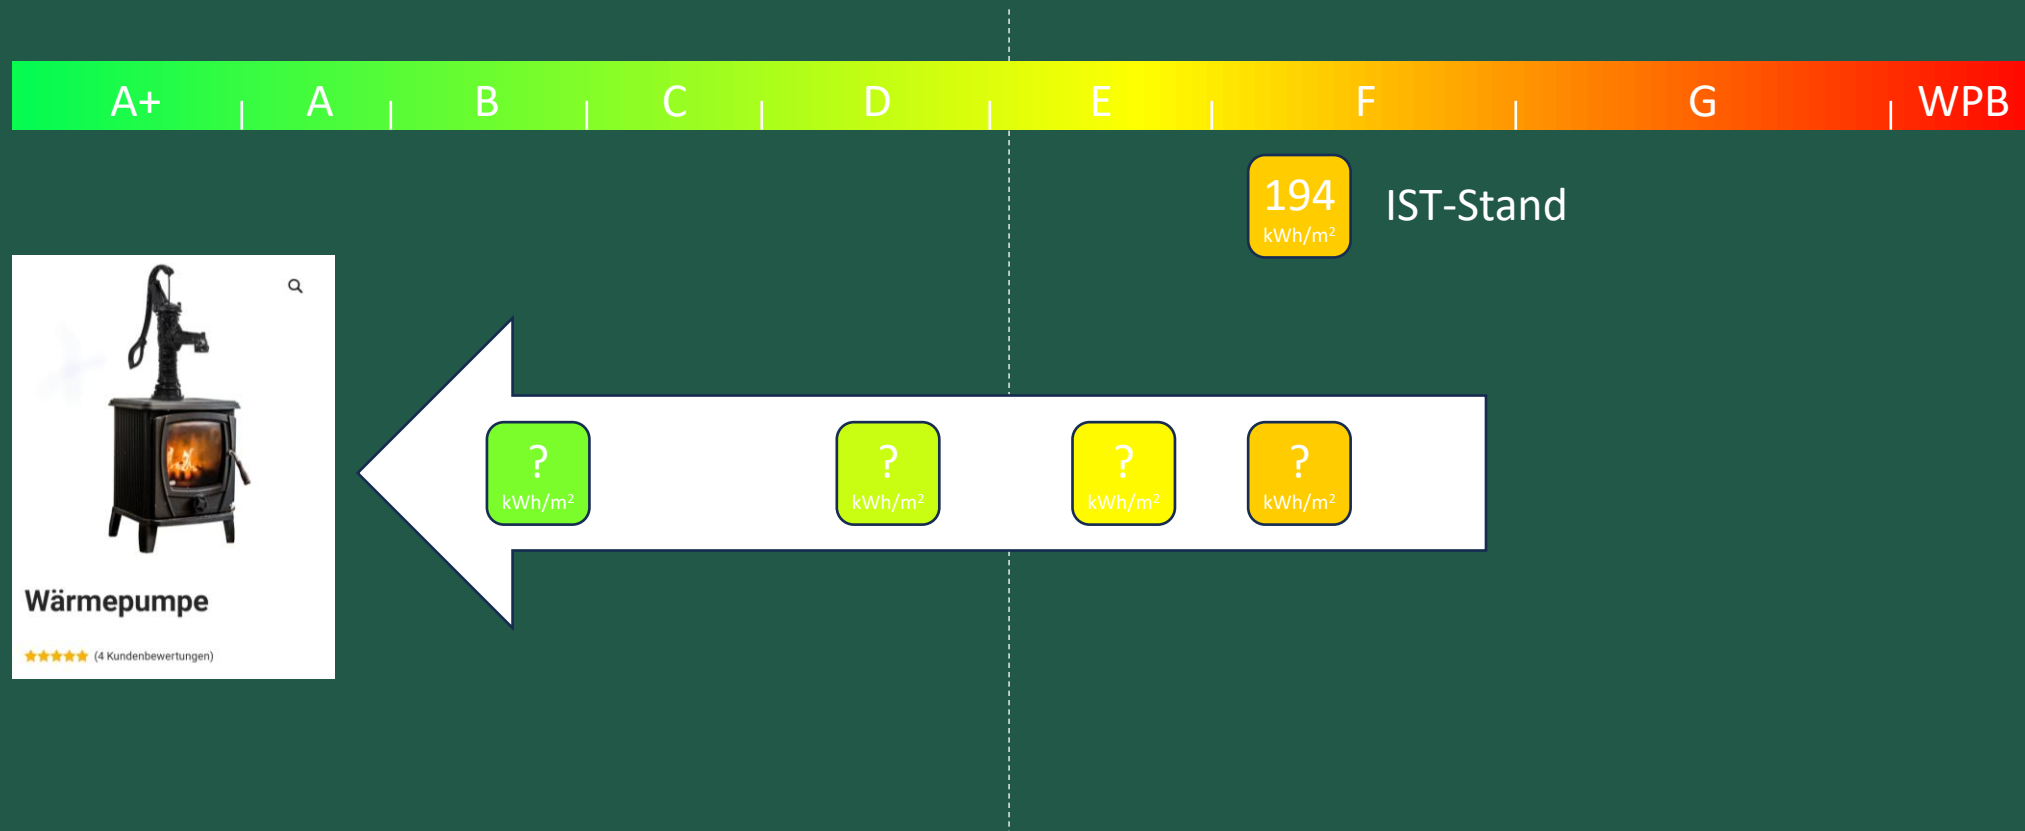 A+ A B C D E F G WPB
194
kWh/m²
IST-Stand
?
kWh/m²
?
kWh/m²
?
kWh/m²
?
kWh/m²
Wärmepumpe
(4 Kundenbewertungen)